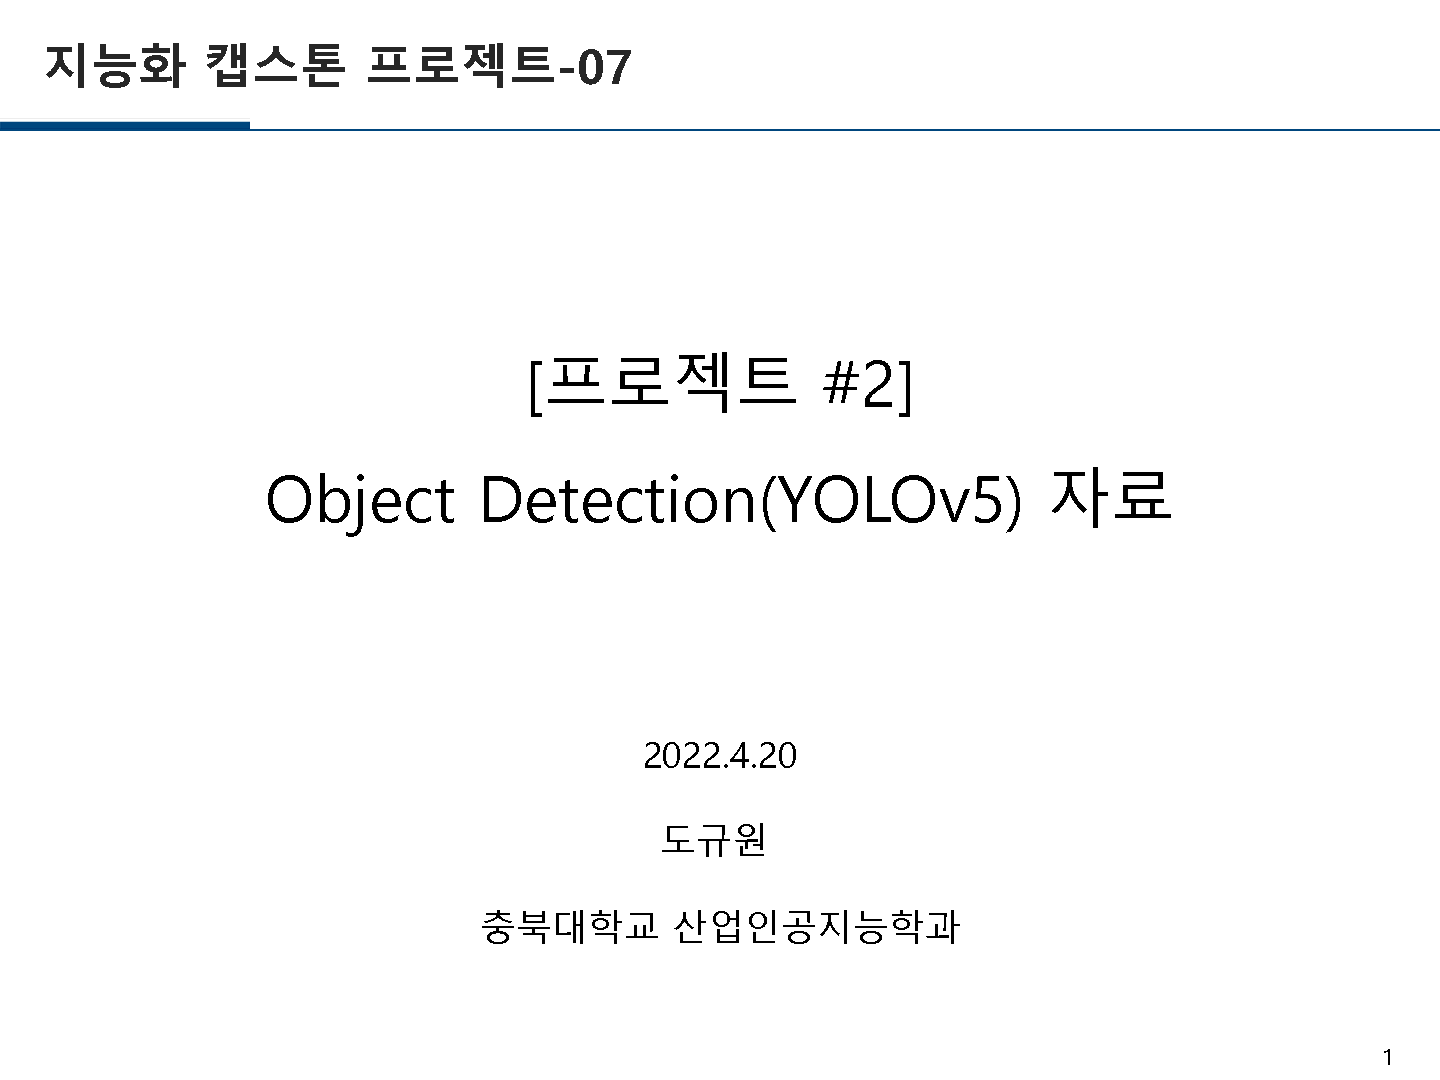 지능화 캡스톤 프로젝트-07
[프로젝트 #2]
Object Detection(YOLOv5) 자료
2022.4.20
도규원
충북대학교 산업인공지능학과
1